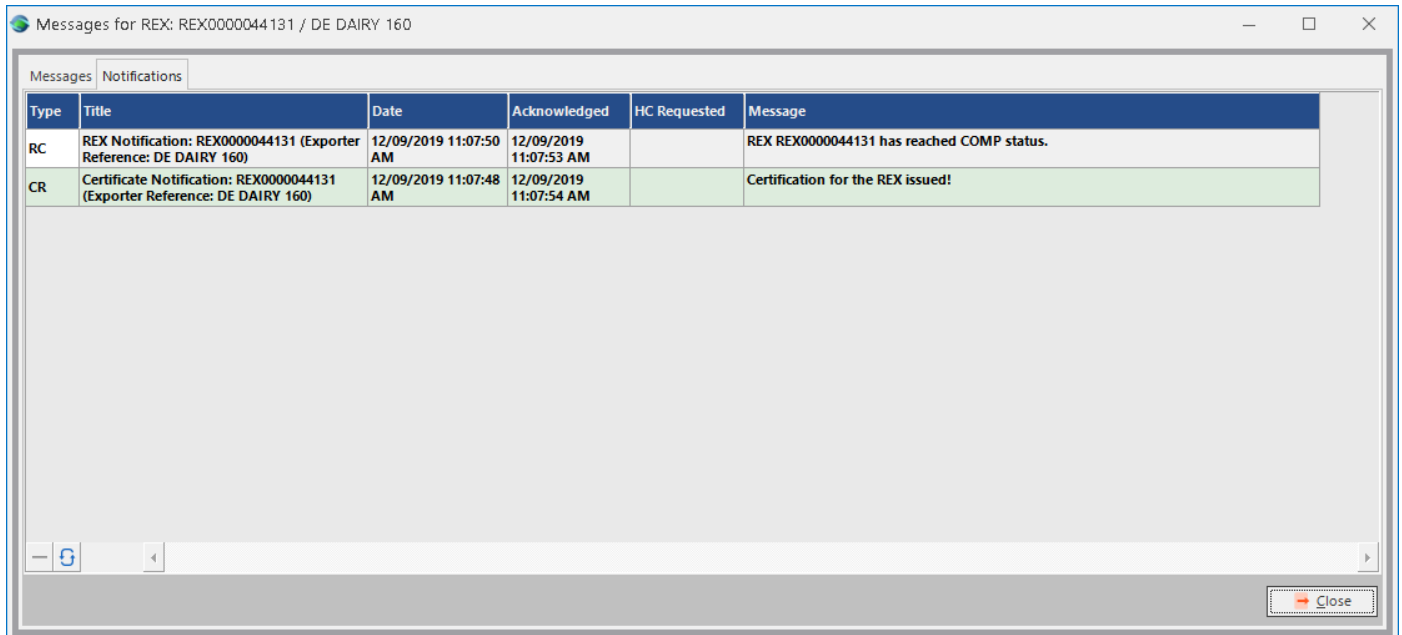 Messages for REX: REX0000044131 / DE DAIRY 160
Messages Notifications
Type Title Date Acknowledged HC Requested Message
RC
REX Notification: REX0000044131 (Exporter
Reference: DE DAIRY 160)
12/09/2019 11:07:50
AM
12/09/2019
11:07:53 AM
REX REX0000044131 has reached COMP status.
CR
Certificate Notification: REX0000044131
(Exporter Reference: DE DAIRY 160)
12/09/2019 11:07:48
AM
12/09/2019
11:07:54 AM
Certification for the REX issued!
Close